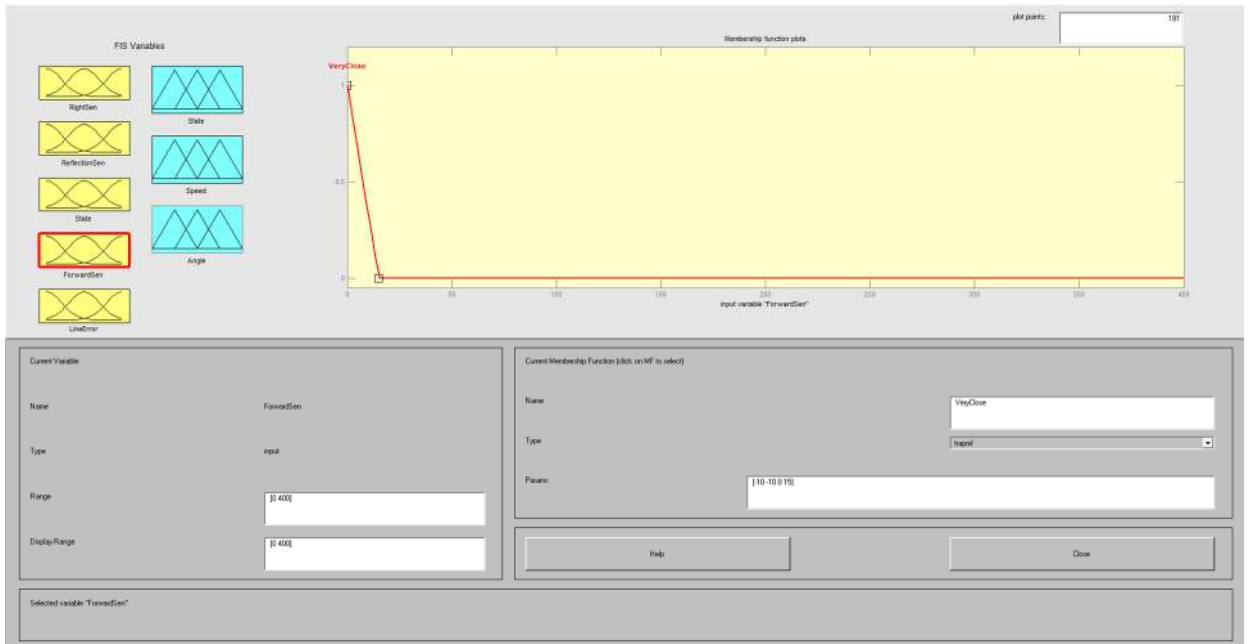 plot points:
181
FIS Variables
Membership function plots
RightSen
ReflectionSen
State
ForwardSen
LineError
State
Speed
Angle
VeryClose
1
0.5
0
0
50
100
150
200
250
300
350
400
input variable "ForwardSen"
Current Variable
Name
ForwardSen
Type
input
Range
[0 400]
Display Range
[0 400]
Current Membership Function (click on MF to select)
Name
VeryClose
Type
trapmf
Params
[-10 -10 0 15]
Help
Close
Selected variable "ForwardSen"